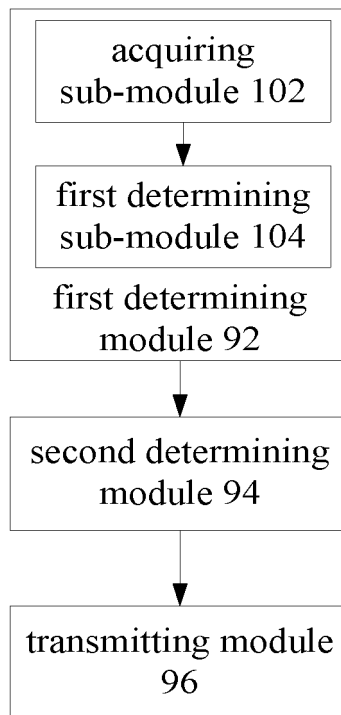 acquiring
sub-module 102
first determining
sub-module 104
first determining
module 92
second determining
module 94
transmitting module
96